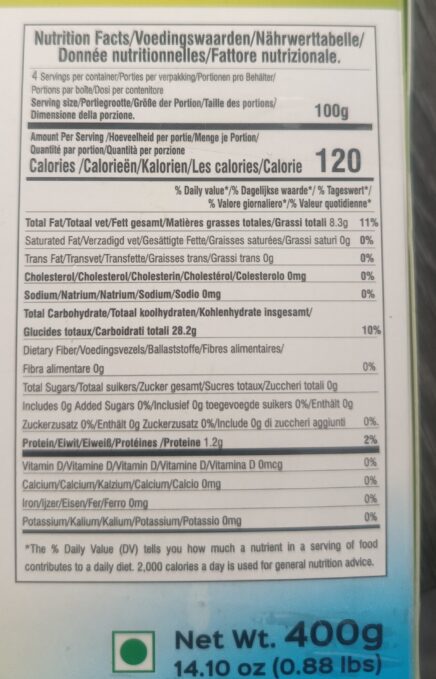 Nutrition Facts/Voedingswaarden/Nährwerttabelle/
Donnée nutritionnelles/Fattore nutrizionale.
4 Servings per container/Porties per verpakking/Portionen pro Behälter/
Portions par boîte/Dosi per contenitore
Serving size/Portiegrootte/Größe der Portion/Taille des portions/
Dimensione della porzione. 100g
Amount Per Serving /Hoeveelheid per portie/Menge je Portion/
Quantité par portion/Quantità per porzione
Calories /Calorieën/Kalorien/Les calories/Calorie 120
% Daily value*/% Dagelijkse waarde*/ % Tageswert*/
% Valore giornaliero*/% Valeur quotidienne*
Total Fat/Totaal vet/Fett gesamt/Matières grasses totales/Grassi totali 8.3g 11%
Saturated Fat/Verzadigd vet/Gesättigte Fette/Graisses saturées/Grassi saturi 0g 0%
Trans Fat/Transvet/Transfette/Graisses trans/Grassi trans 0g 0%
Cholesterol/Cholesterol/Cholesterin/Cholestérol/Colesterolo 0mg 0%
Sodium/Natrium/Natrium/Sodium/Sodio 0mg 0%
Total Carbohydrate/Totaal koolhydraten/Kohlenhydrate insgesamt/
Glucides totaux/Carboidrati totali 28.2g 10%
Dietary Fiber/Voedingsvezels/Ballaststoffe/Fibres alimentaires/
Fibra alimentare 0g 0%
Total Sugars/Totaal suikers/Zucker gesamt/Sucres totaux/Zuccheri totali 0g
Includes 0g Added Sugars 0%/Inclusief 0g toegevoegde suikers 0%/Enthält 0g
Zuckerzusatz 0%/Enthält 0g Zuckerzusatz 0%/Include 0g di zuccheri aggiunti 0%.
Protein/Eiwit/Eiweiß/Protéines /Proteine 1.2g 2%
Vitamin D/Vitamine D/Vitamin D/Vitamine D/Vitamina D 0mcg 0%
Calcium/Calcium/Kalzium/Calcium/Calcio 0mg 0%
Iron/Ijzer/Eisen/Fer/Ferro 0mg 0%
Potassium/Kalium/Kalium/Potassium/Potassio 0mg 0%
*The % Daily Value (DV) tells you how much a nutrient in a serving of food
contributes to a daily diet. 2,000 calories a day is used for general nutrition advice.
Net Wt. 400g
14.10 oz (0.88 lbs)